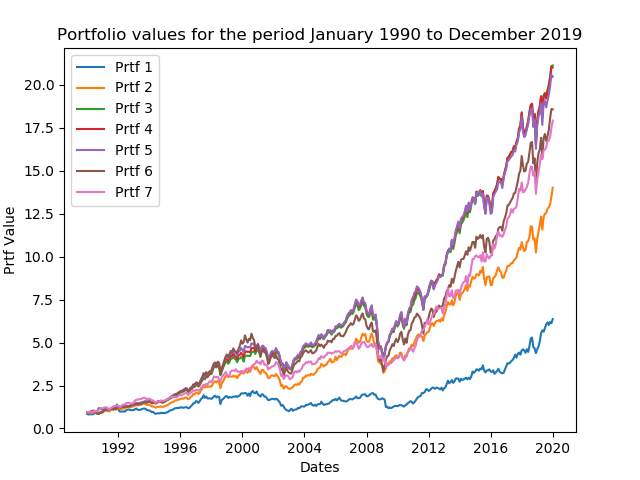 Portfolio values for the period January 1990 to December 2019
Prtf 1
Prtf 2
Prtf 3
Prtf 4
Prtf 5
Prtf 6
Prtf 7
20.0
17.5
15.0
12.5
10.0
7.5
5.0
2.5
0.0
Prtf Value
1992 1996 2000 2004 2008 2012 2016 2020
Dates